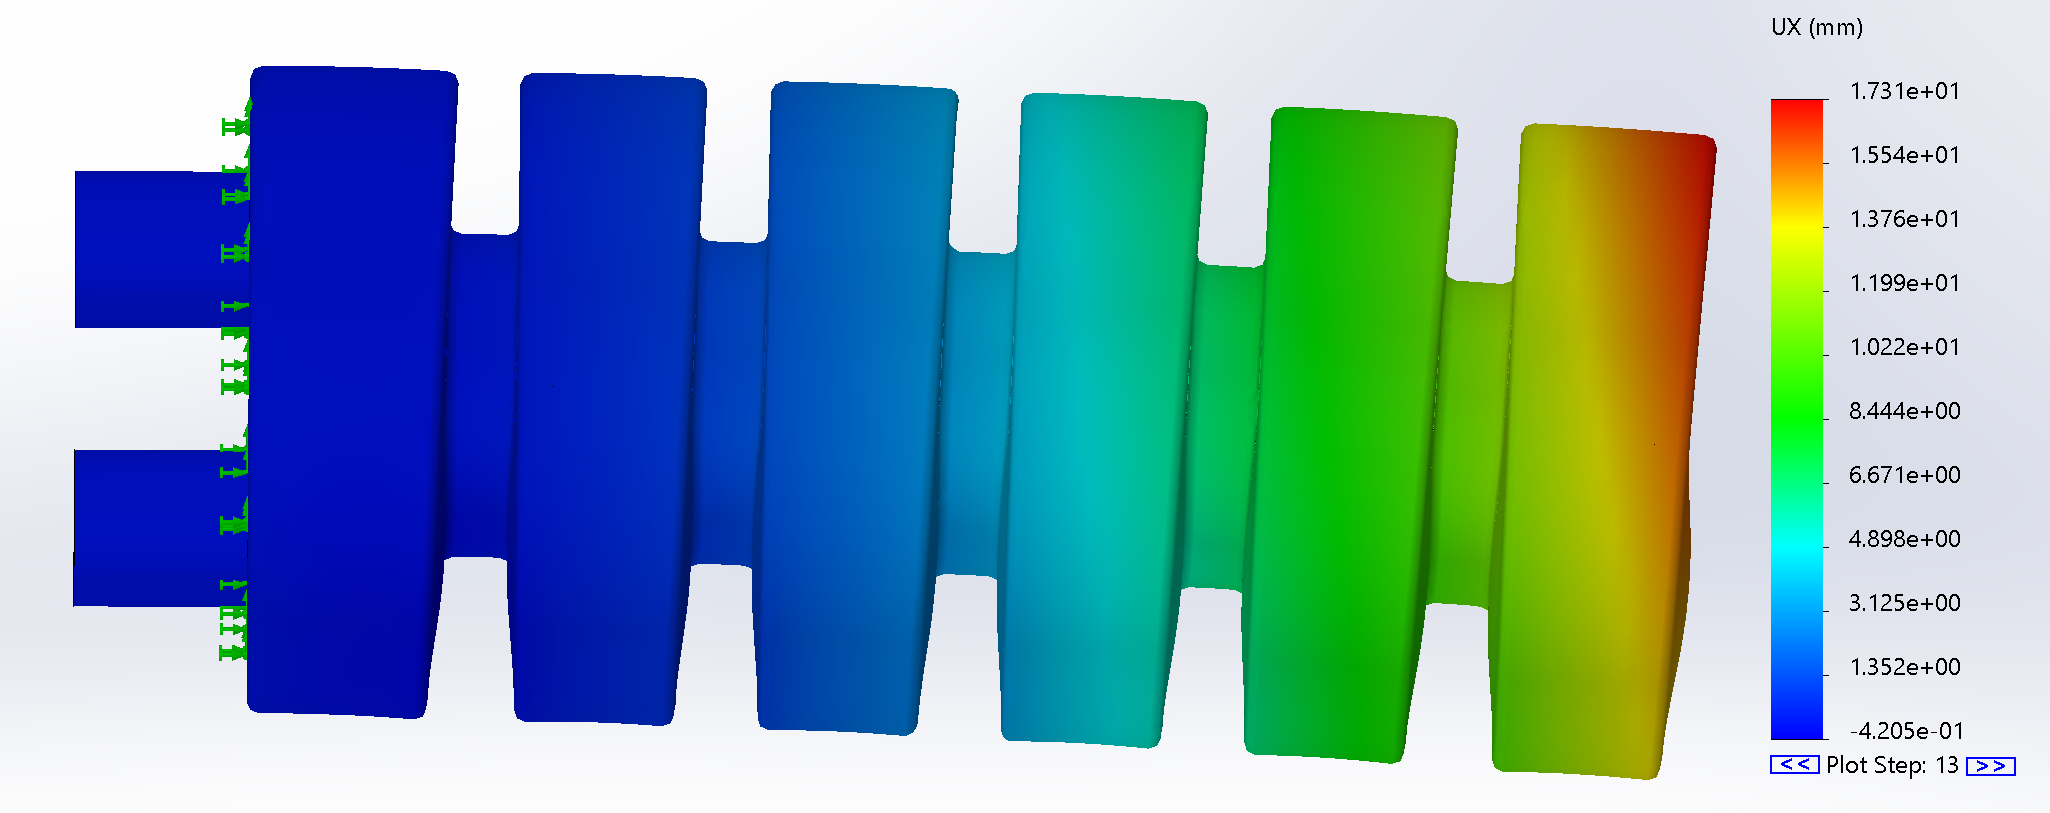 UX (mm)
1.731e+01
1.554e+01
1.376e+01
1.199e+01
1.022e+01
8.444e+00
6.671e+00
4.898e+00
3.125e+00
1.352e+00
-4.205e-01
<< Plot Step: 13 >>